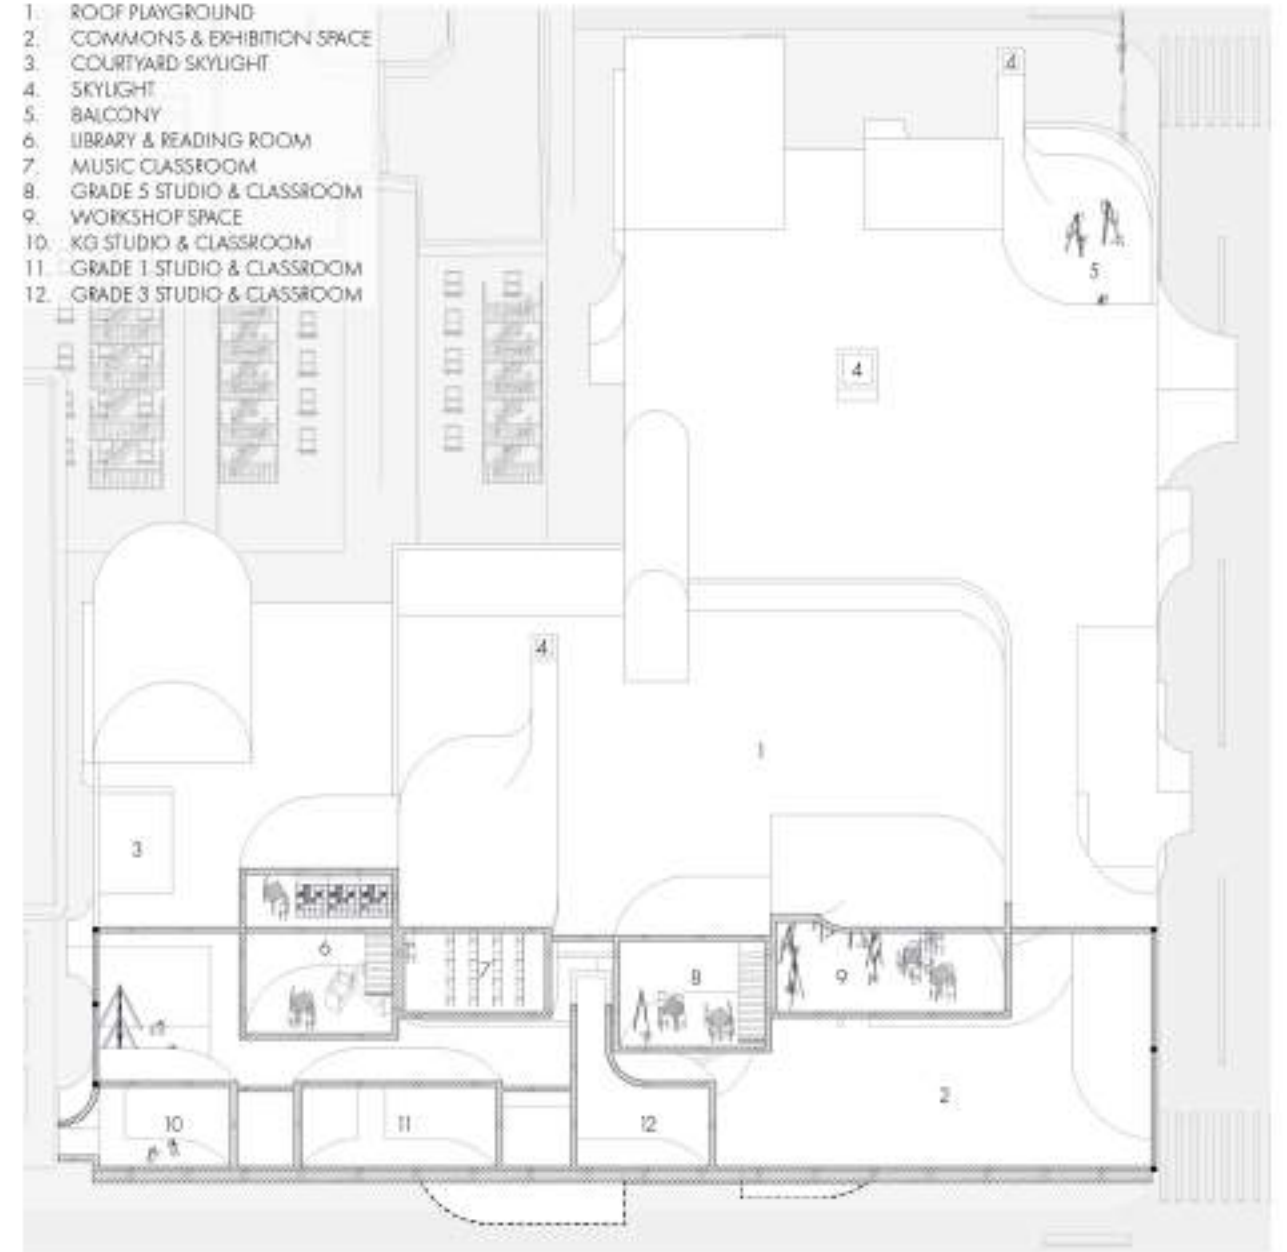 1. ROOF PLAYGROUND
2. COMMONS & EXHIBITION SPACE
3. COURTYARD SKYLIGHT
4. SKYLIGHT
5. BALCONY
6. LIBRARY & READING ROOM
7. MUSIC CLASSROOM
8. GRADE 5 STUDIO & CLASSROOM
9. WORKSHOP SPACE
10. KG STUDIO & CLASSROOM
11. GRADE 1 STUDIO & CLASSROOM
12. GRADE 3 STUDIO & CLASSROOM
4
5
4
4
1
3
6
7
8
9
2
10
11
12